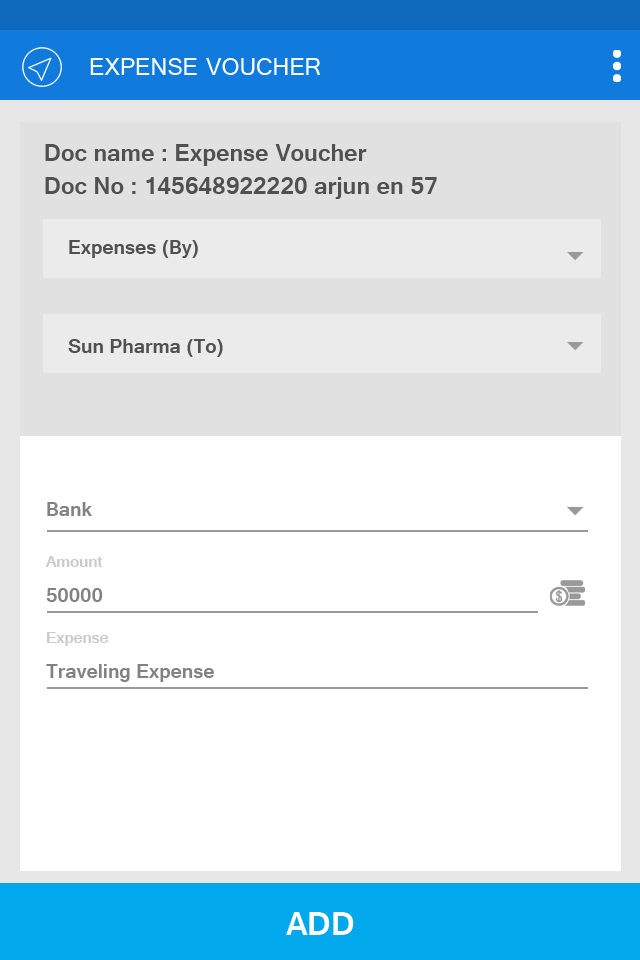 EXPENSE VOUCHER
Doc name : Expense Voucher
Doc No : 145648922220 arjun en 57
Expenses (By)
Sun Pharma (To)
Bank
Amount
50000
$
Expense
Traveling Expense
ADD